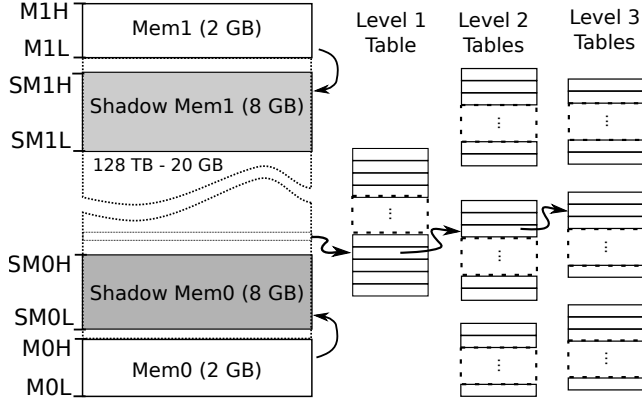 M1H
Mem1 (2 GB)
M1L
SM1H
Shadow Mem1 (8 GB)
SM1L
128 TB - 20 GB
SM0H
Shadow Mem0 (8 GB)
SM0L
M0H
Mem0 (2 GB)
M0L
Level 1
Table
...
Level 2
Tables
...
...
...
Level 3
Tables
...
...
...